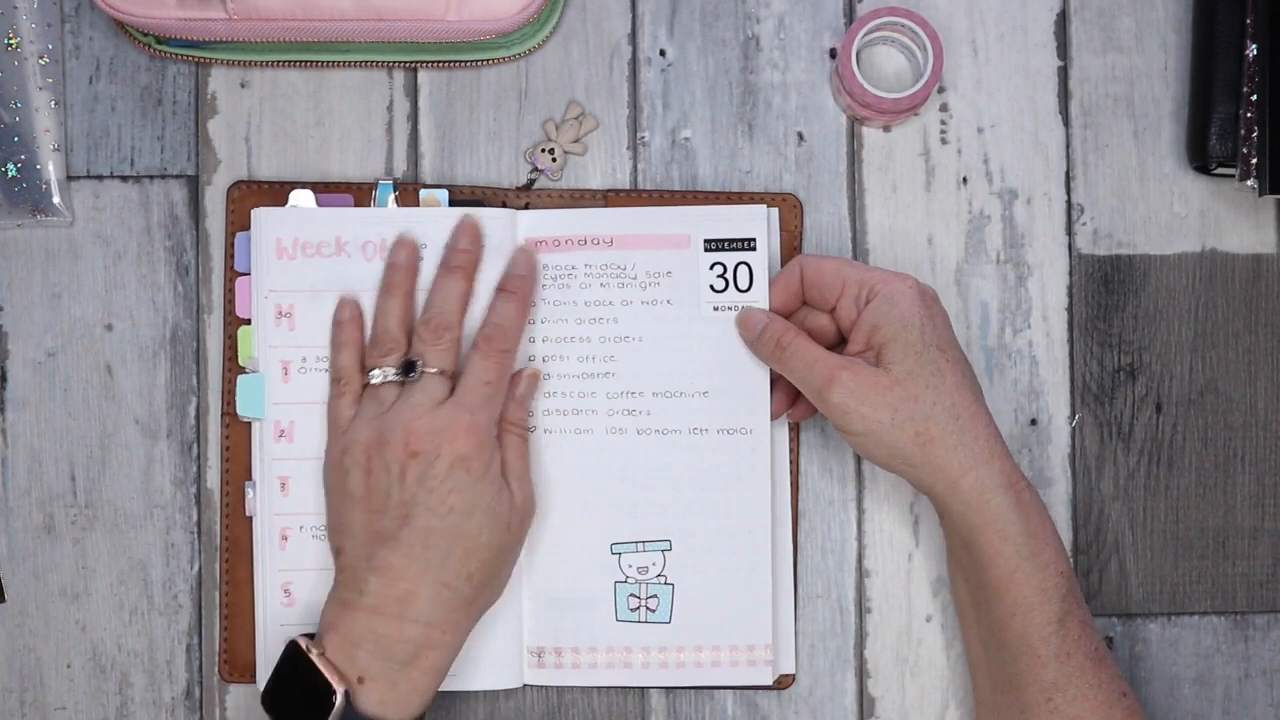 Week
30
T
1
3 30
2
3
F
4
S
5
monday
NOVEMBER
30
MONDAY
Black Friday /
cyber monday sale
ends at midnight
Travis back at work
print orders
process orders
post office
dishwasher
descale coffee machine
dispatch orders
William lost bottom left molar